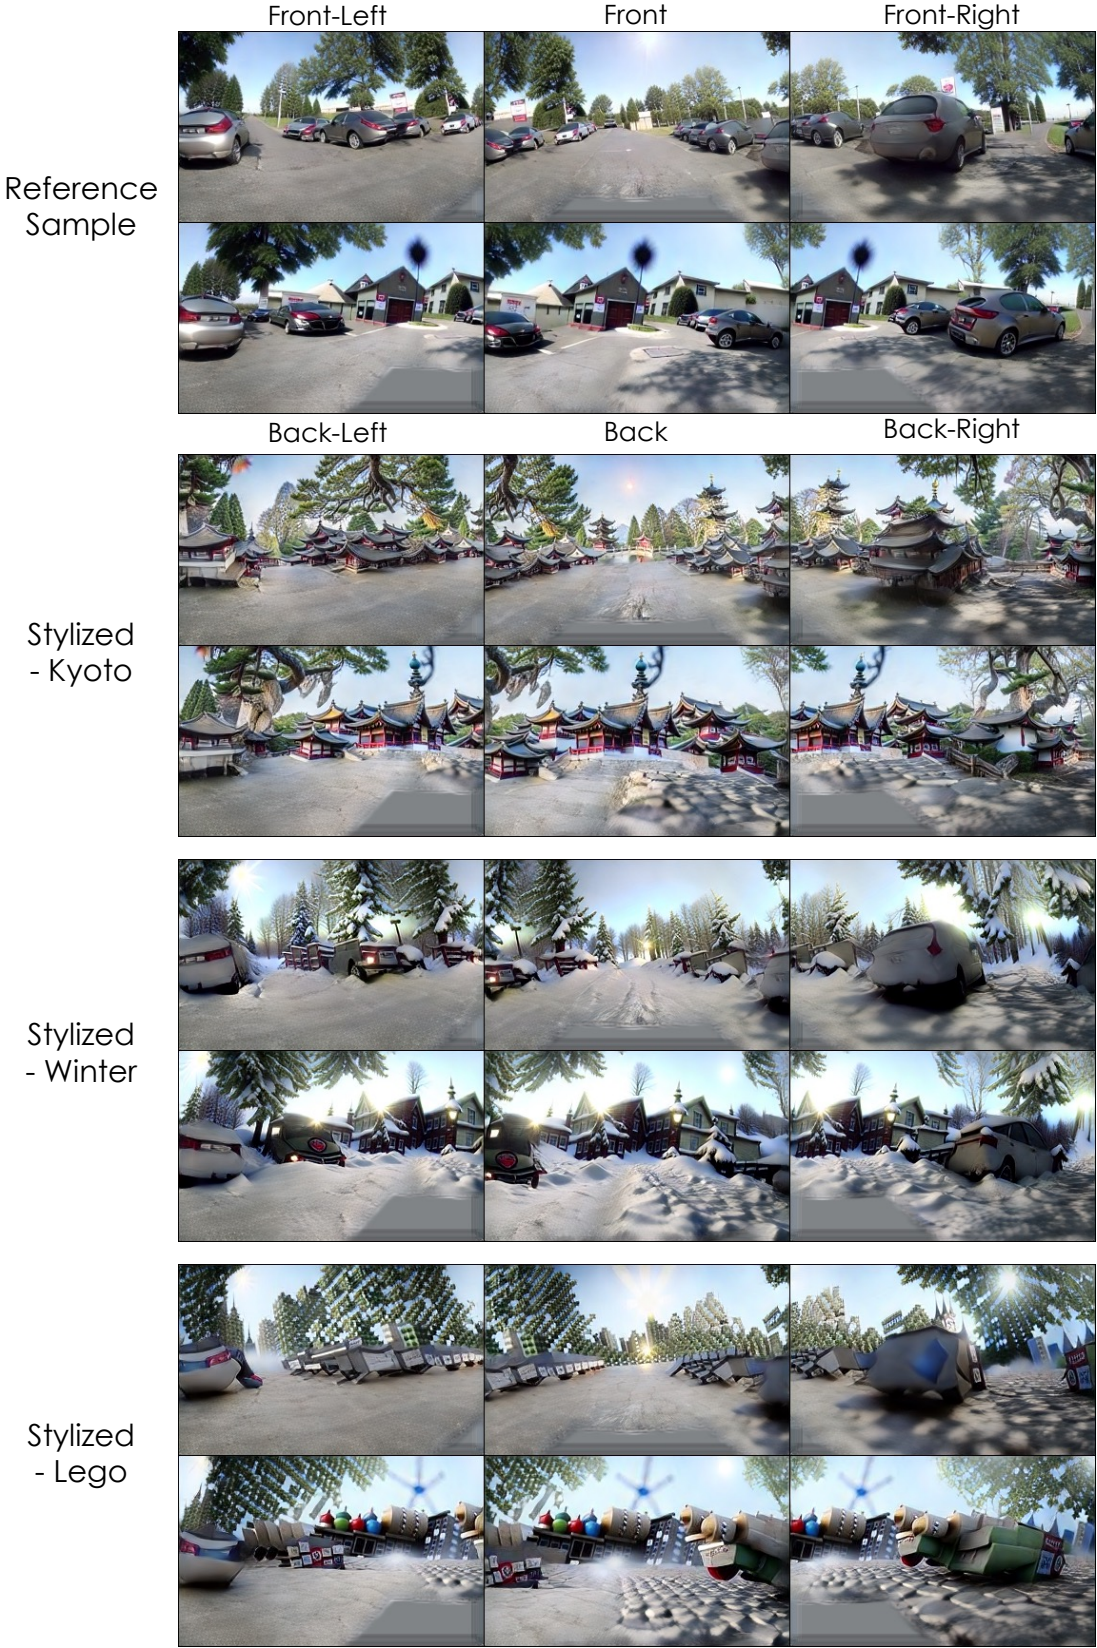 Front-Left
Front
Front-Right
Reference
Sample
Back-Left
Back
Back-Right
Stylized
- Kyoto
Stylized
- Winter
Stylized
- Lego